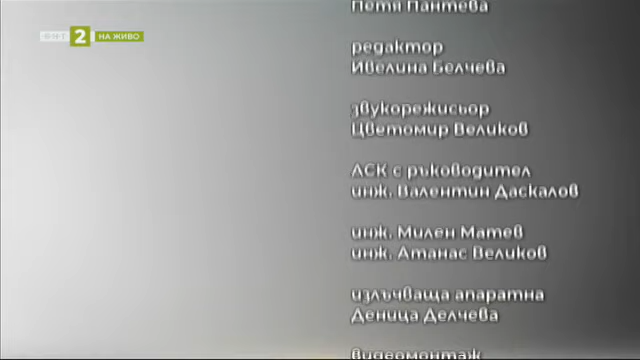 Петя Пантева
БНТ 2 НА ЖИВО
редактор
Ивелина Белчева
звукорежисьор
Цветомир Великов
ЛСК с ръководител
инж. Валентин Даскалов
инж. Милен Матев
инж. Атанас Великов
излъчваща апаратна
Деница Делчева
видеомонтаж